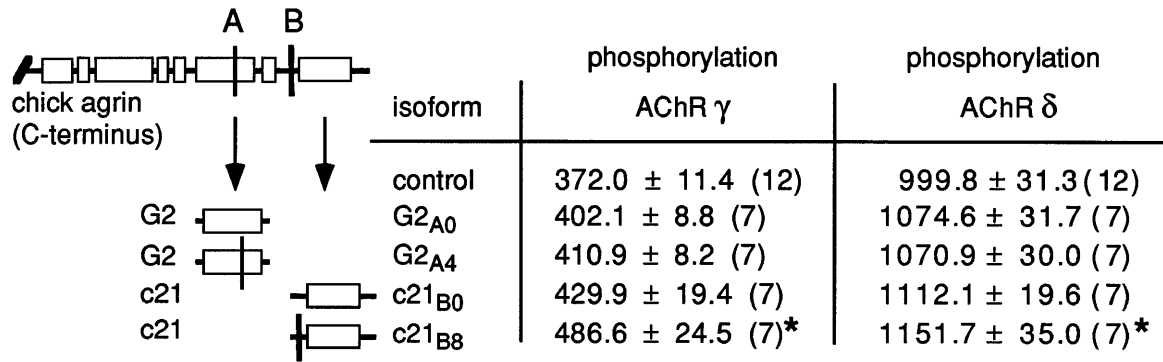 A B
chick agrin
(C-terminus)
isoform phosphorylation AChR γ phosphorylation AChR δ
control 372.0 ± 11.4 (12) 999.8 ± 31.3 (12)
G2 G2A0 402.1 ± 8.8 (7) 1074.6 ± 31.7 (7)
G2 G2A4 410.9 ± 8.2 (7) 1070.9 ± 30.0 (7)
c21 c21B0 429.9 ± 19.4 (7) 1112.1 ± 19.6 (7)
c21 c21B8 486.6 ± 24.5 (7)* 1151.7 ± 35.0 (7)*